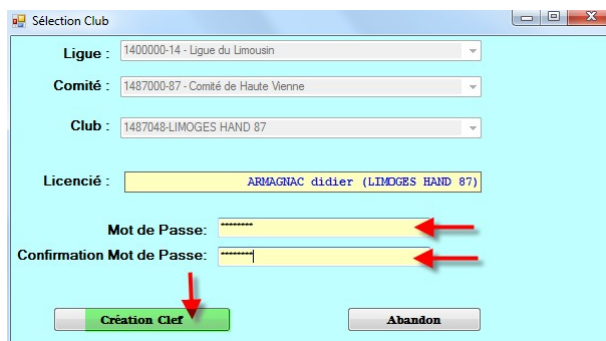 Sélection Club
Ligue : 1400000-14 - Ligue du Limousin
Comité : 1487000-87 - Comité de Haute Vienne
Club : 1487048-LIMOGES HAND 87
Licencié : ARMAGNAC didier (LIMOGES HAND 87)
Mot de Passe: ********
Confirmation Mot de Passe: ********
Création Clef Abandon